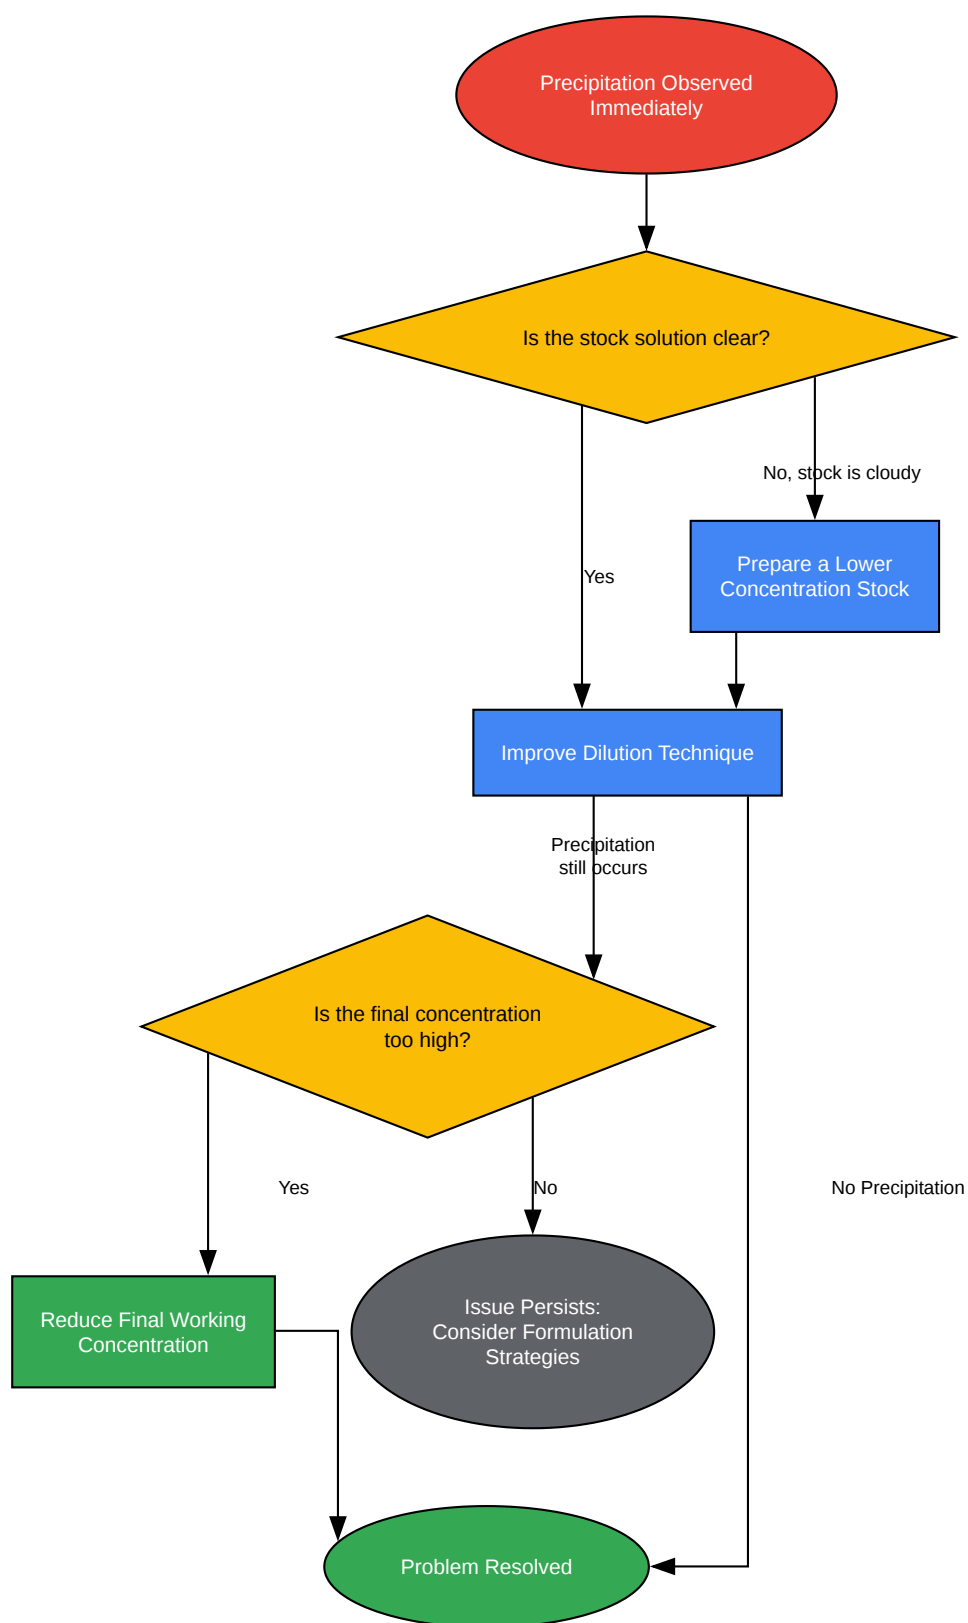 Precipitation Observed
Immediately
Is the stock solution clear?
No, stock is cloudy
Prepare a Lower
Concentration Stock
Yes
Improve Dilution Technique
Precipitation
still occurs
Is the final concentration
too high?
Yes
No
No Precipitation
Reduce Final Working
Concentration
Issue Persists:
Consider Formulation
Strategies
Problem Resolved